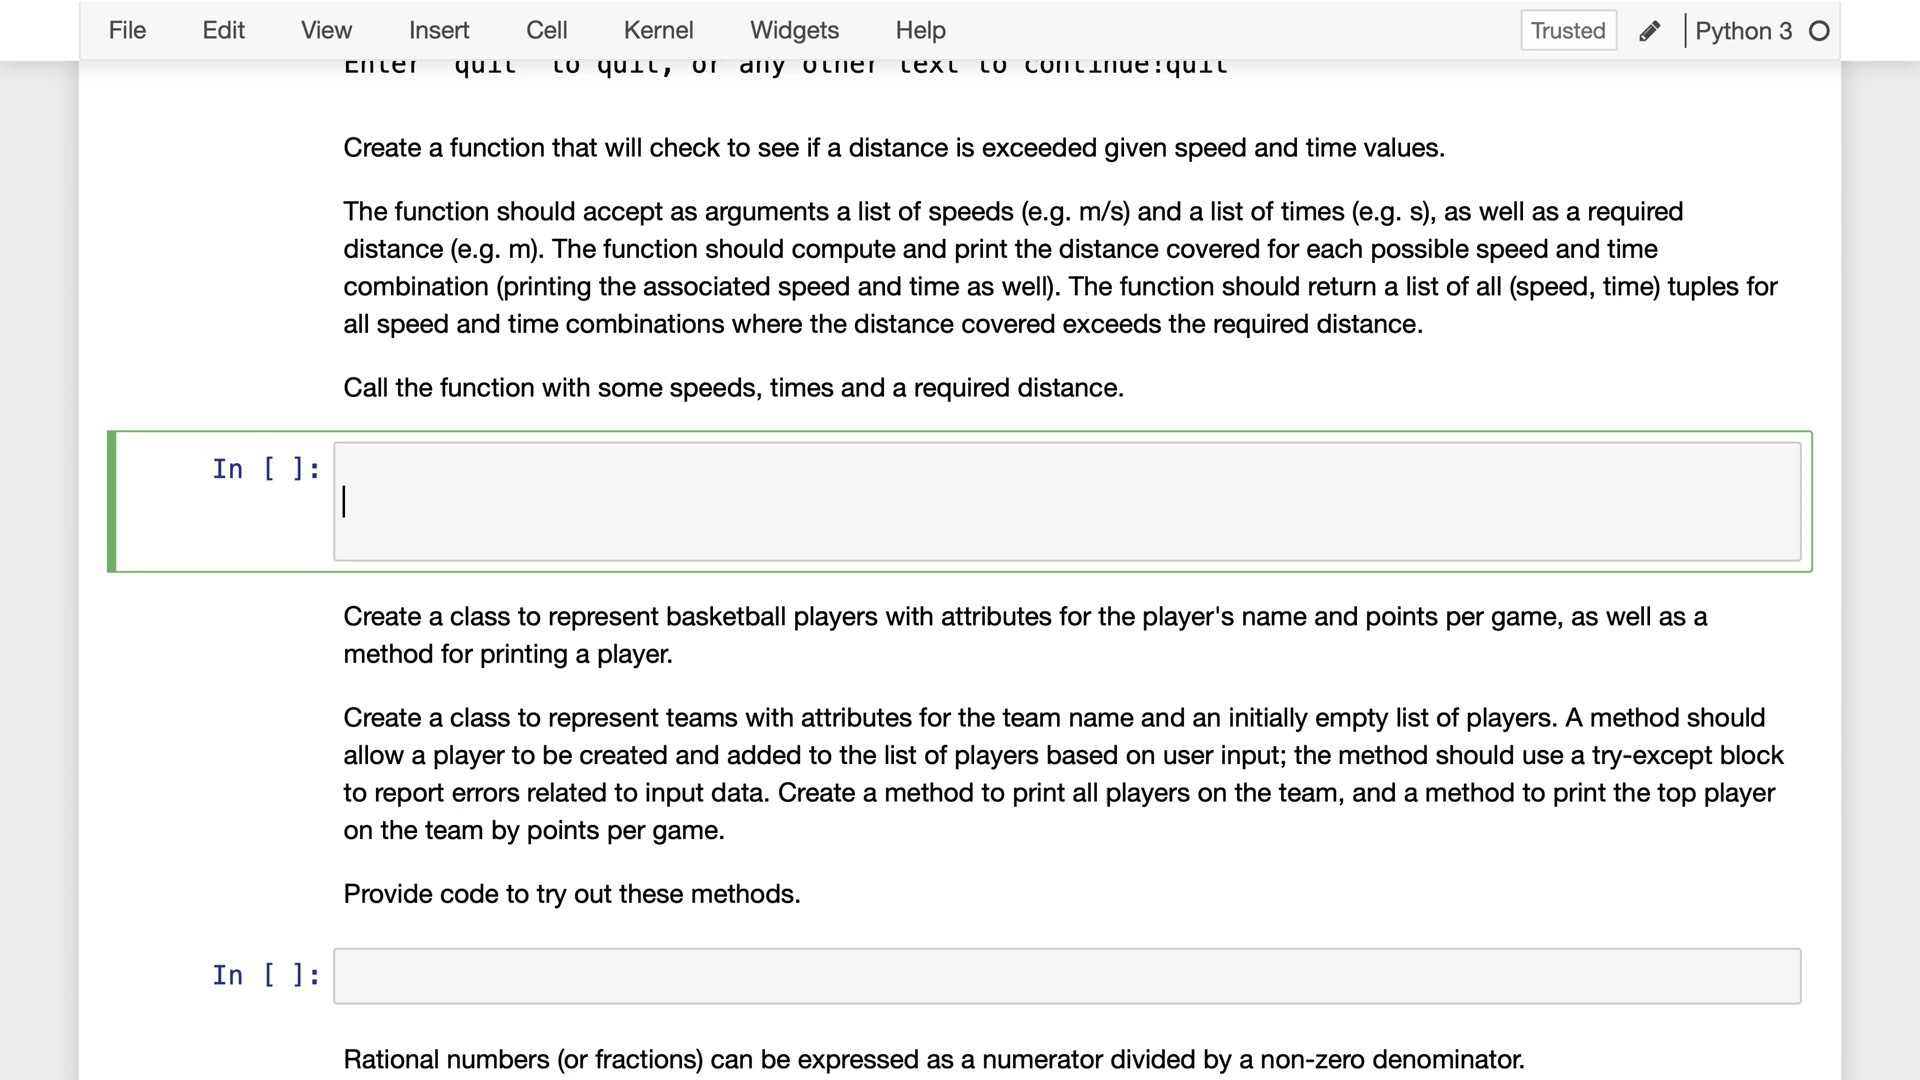 File Edit View Insert Cell Kernel Widgets Help Trusted Python 3
Enter "quit" to quit, or any other text to continue!quit
Create a function that will check to see if a distance is exceeded given speed and time values.
The function should accept as arguments a list of speeds (e.g. m/s) and a list of times (e.g. s), as well as a required
distance (e.g. m). The function should compute and print the distance covered for each possible speed and time
combination (printing the associated speed and time as well). The function should return a list of all (speed, time) tuples for
all speed and time combinations where the distance covered exceeds the required distance.
Call the function with some speeds, times and a required distance.
In [ ]:
Create a class to represent basketball players with attributes for the player's name and points per game, as well as a
method for printing a player.
Create a class to represent teams with attributes for the team name and an initially empty list of players. A method should
allow a player to be created and added to the list of players based on user input; the method should use a try-except block
to report errors related to input data. Create a method to print all players on the team, and a method to print the top player
on the team by points per game.
Provide code to try out these methods.
In [ ]:
Rational numbers (or fractions) can be expressed as a numerator divided by a non-zero denominator.